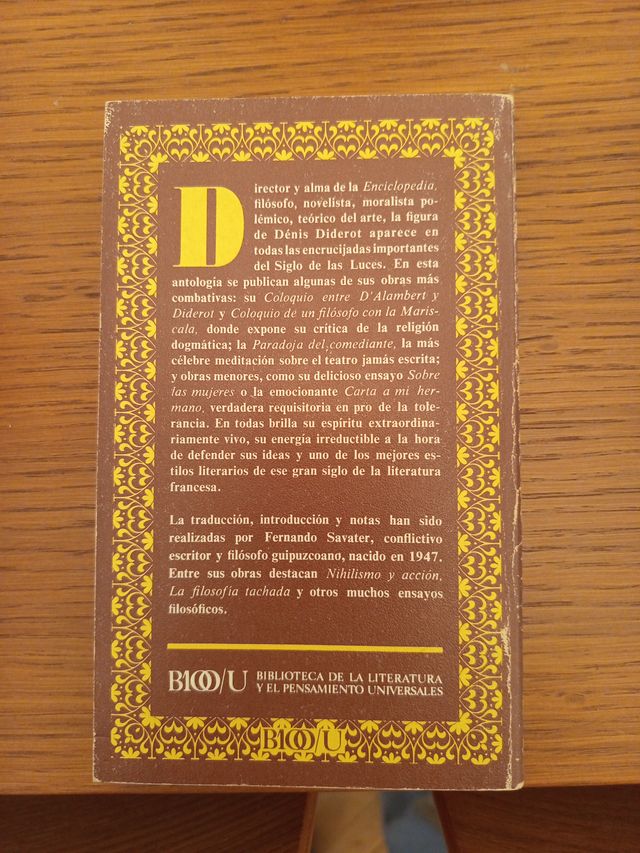 Director y alma de la Enciclopedia,
filósofo, novelista, moralista po-
lémico, teórico del arte, la figura
de Dénis Diderot aparece en
todas las encrucijadas importantes
del Siglo de las Luces. En esta
antología se publican algunas de sus obras más
combativas: su Coloquio entre D'Alambert y
Diderot y Coloquio de un filósofo con la Maris-
cala, donde expone su crítica de la religión
dogmática; la Paradoja del comediante, la más
célebre meditación sobre el teatro jamás escrita;
y obras menores, como su delicioso ensayo Sobre
las mujeres o la emocionante Carta a mi her-
mano, verdadera requisitoria en pro de la tole-
rancia. En todas brilla su espíritu extraordina-
riamente vivo, su energía irreductible a la hora
de defender sus ideas y uno de los mejores es-
tilos literarios de ese gran siglo de la literatura
francesa.
La traducción, introducción y notas han sido
realizadas por Fernando Savater, conflictivo
escritor y filósofo guipuzcoano, nacido en 1947.
Entre sus obras destacan Nihilismo y acción,
La filosofía tachada y otros muchos ensayos
filosóficos.
B100/U BIBLIOTECA DE LA LITERATURA
Y EL PENSAMIENTO UNIVERSALES
B100/U